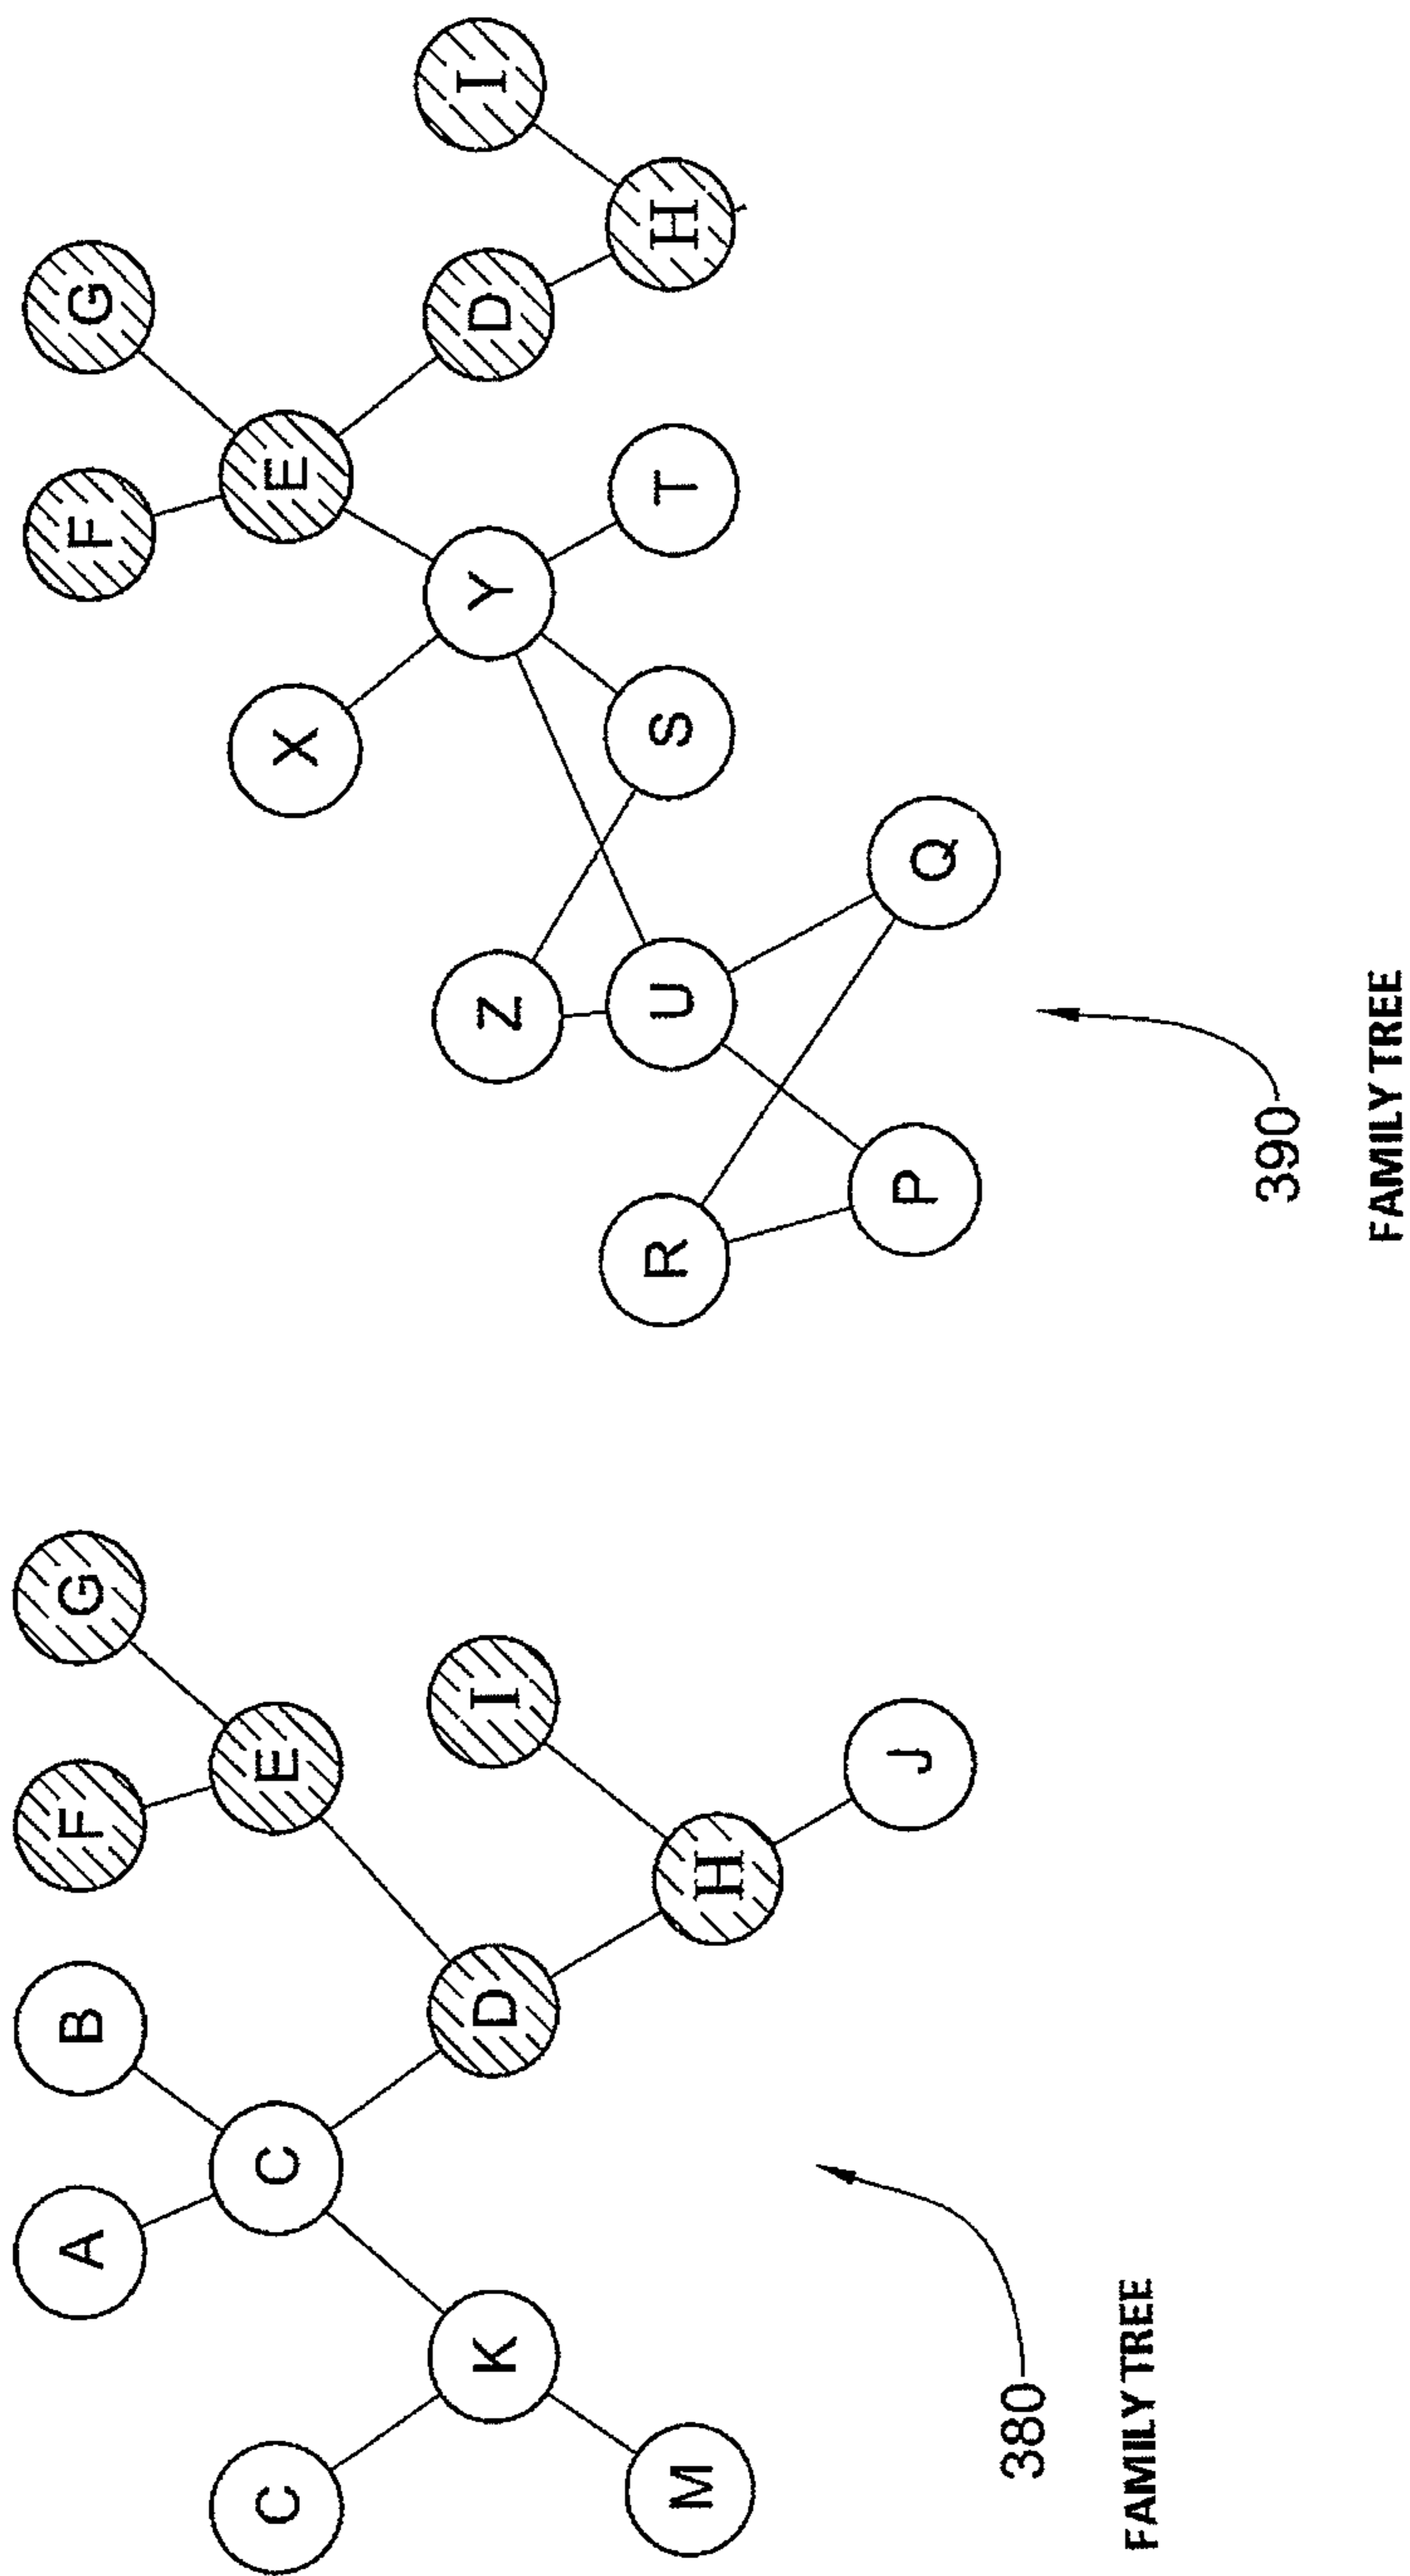 A B F G
C C E
K D I
M H
J
380
FAMILY TREE
F G
X E
Z Y D I
R U S T H
P Q
390
FAMILY TREE